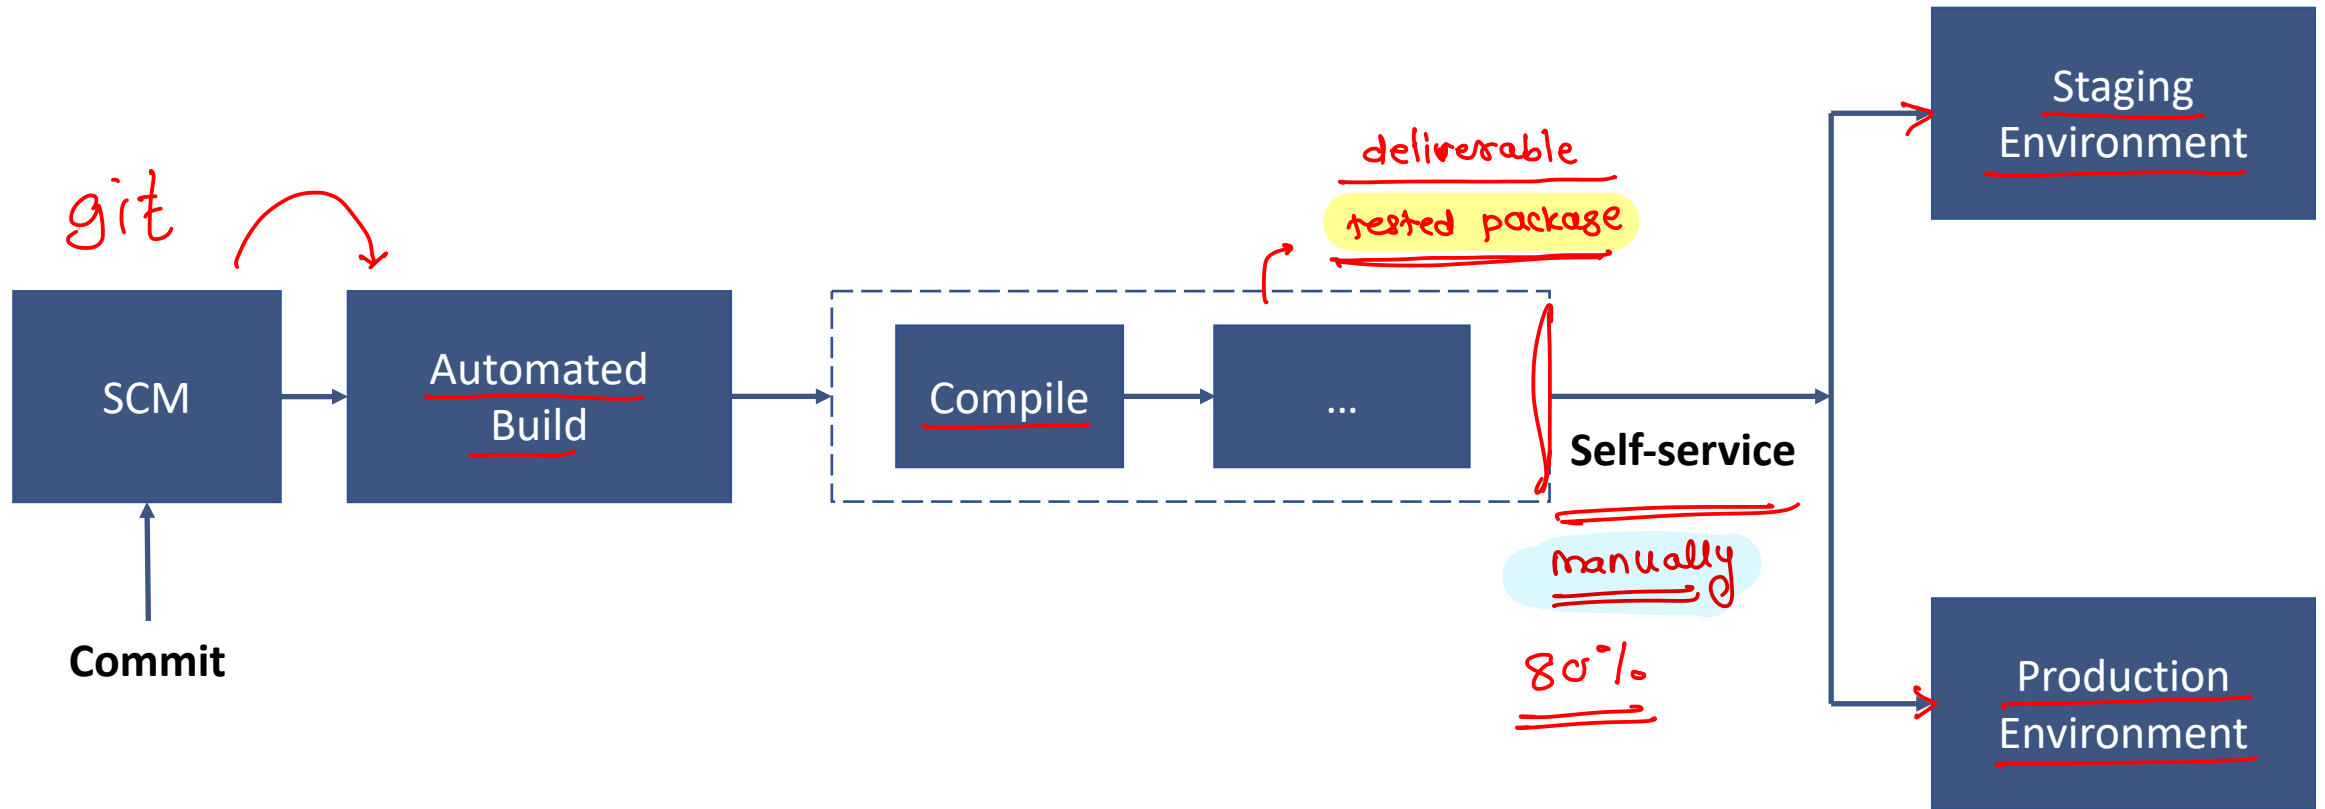 git
SCM
Commit
Automated
Build
Compile
...
deliverable
tested package
Self-service
manually
80%
Staging
Environment
Production
Environment